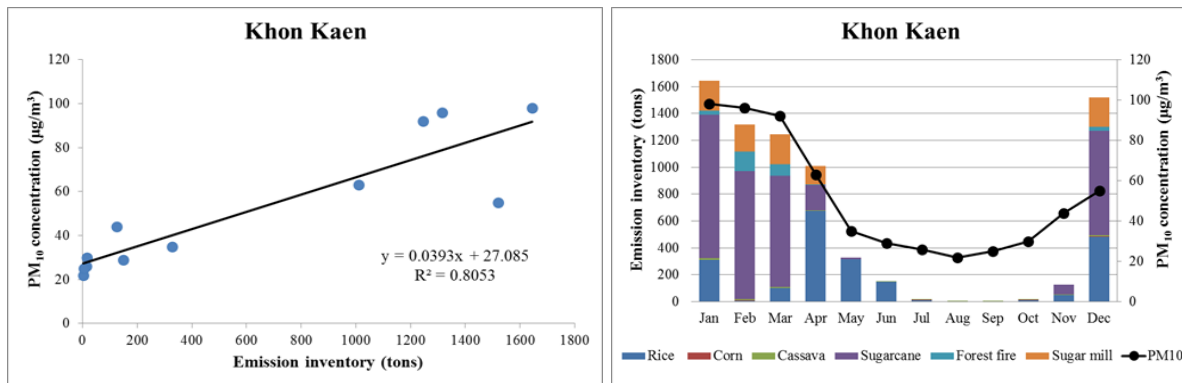 Khon Kaen
PM₁₀ concentration (µg/m³)
120
100
80
60
40
20
0
y = 0.0393x + 27.085
R² = 0.8053
0 200 400 600 800 1000 1200 1400 1600 1800
Emission inventory (tons)
Khon Kaen
Emission inventory (tons)
1800
1600
1400
1200
1000
800
600
400
200
0
120
100
80
60
40
20
0
PM₁₀ concentration (µg/m³)
Jan Feb Mar Apr May Jun Jul Aug Sep Oct Nov Dec
Rice Corn Cassava Sugarcane Forest fire Sugar mill PM10